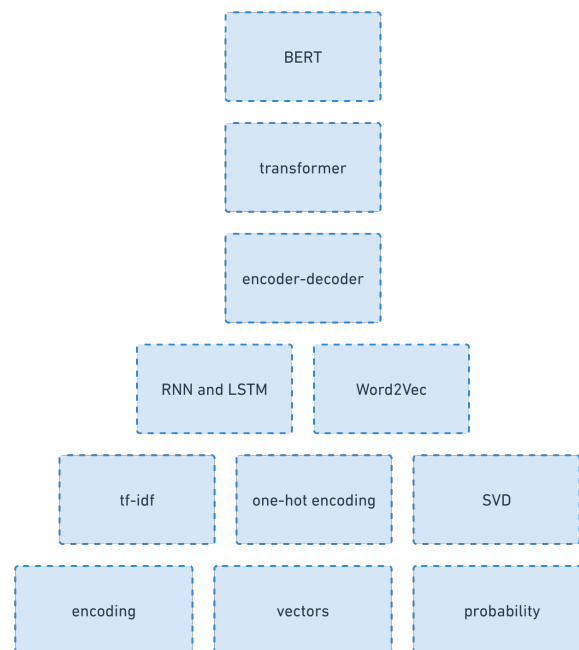 BERT
transformer
encoder-decoder
RNN and LSTM
Word2Vec
tf-idf
one-hot encoding
SVD
encoding
vectors
probability